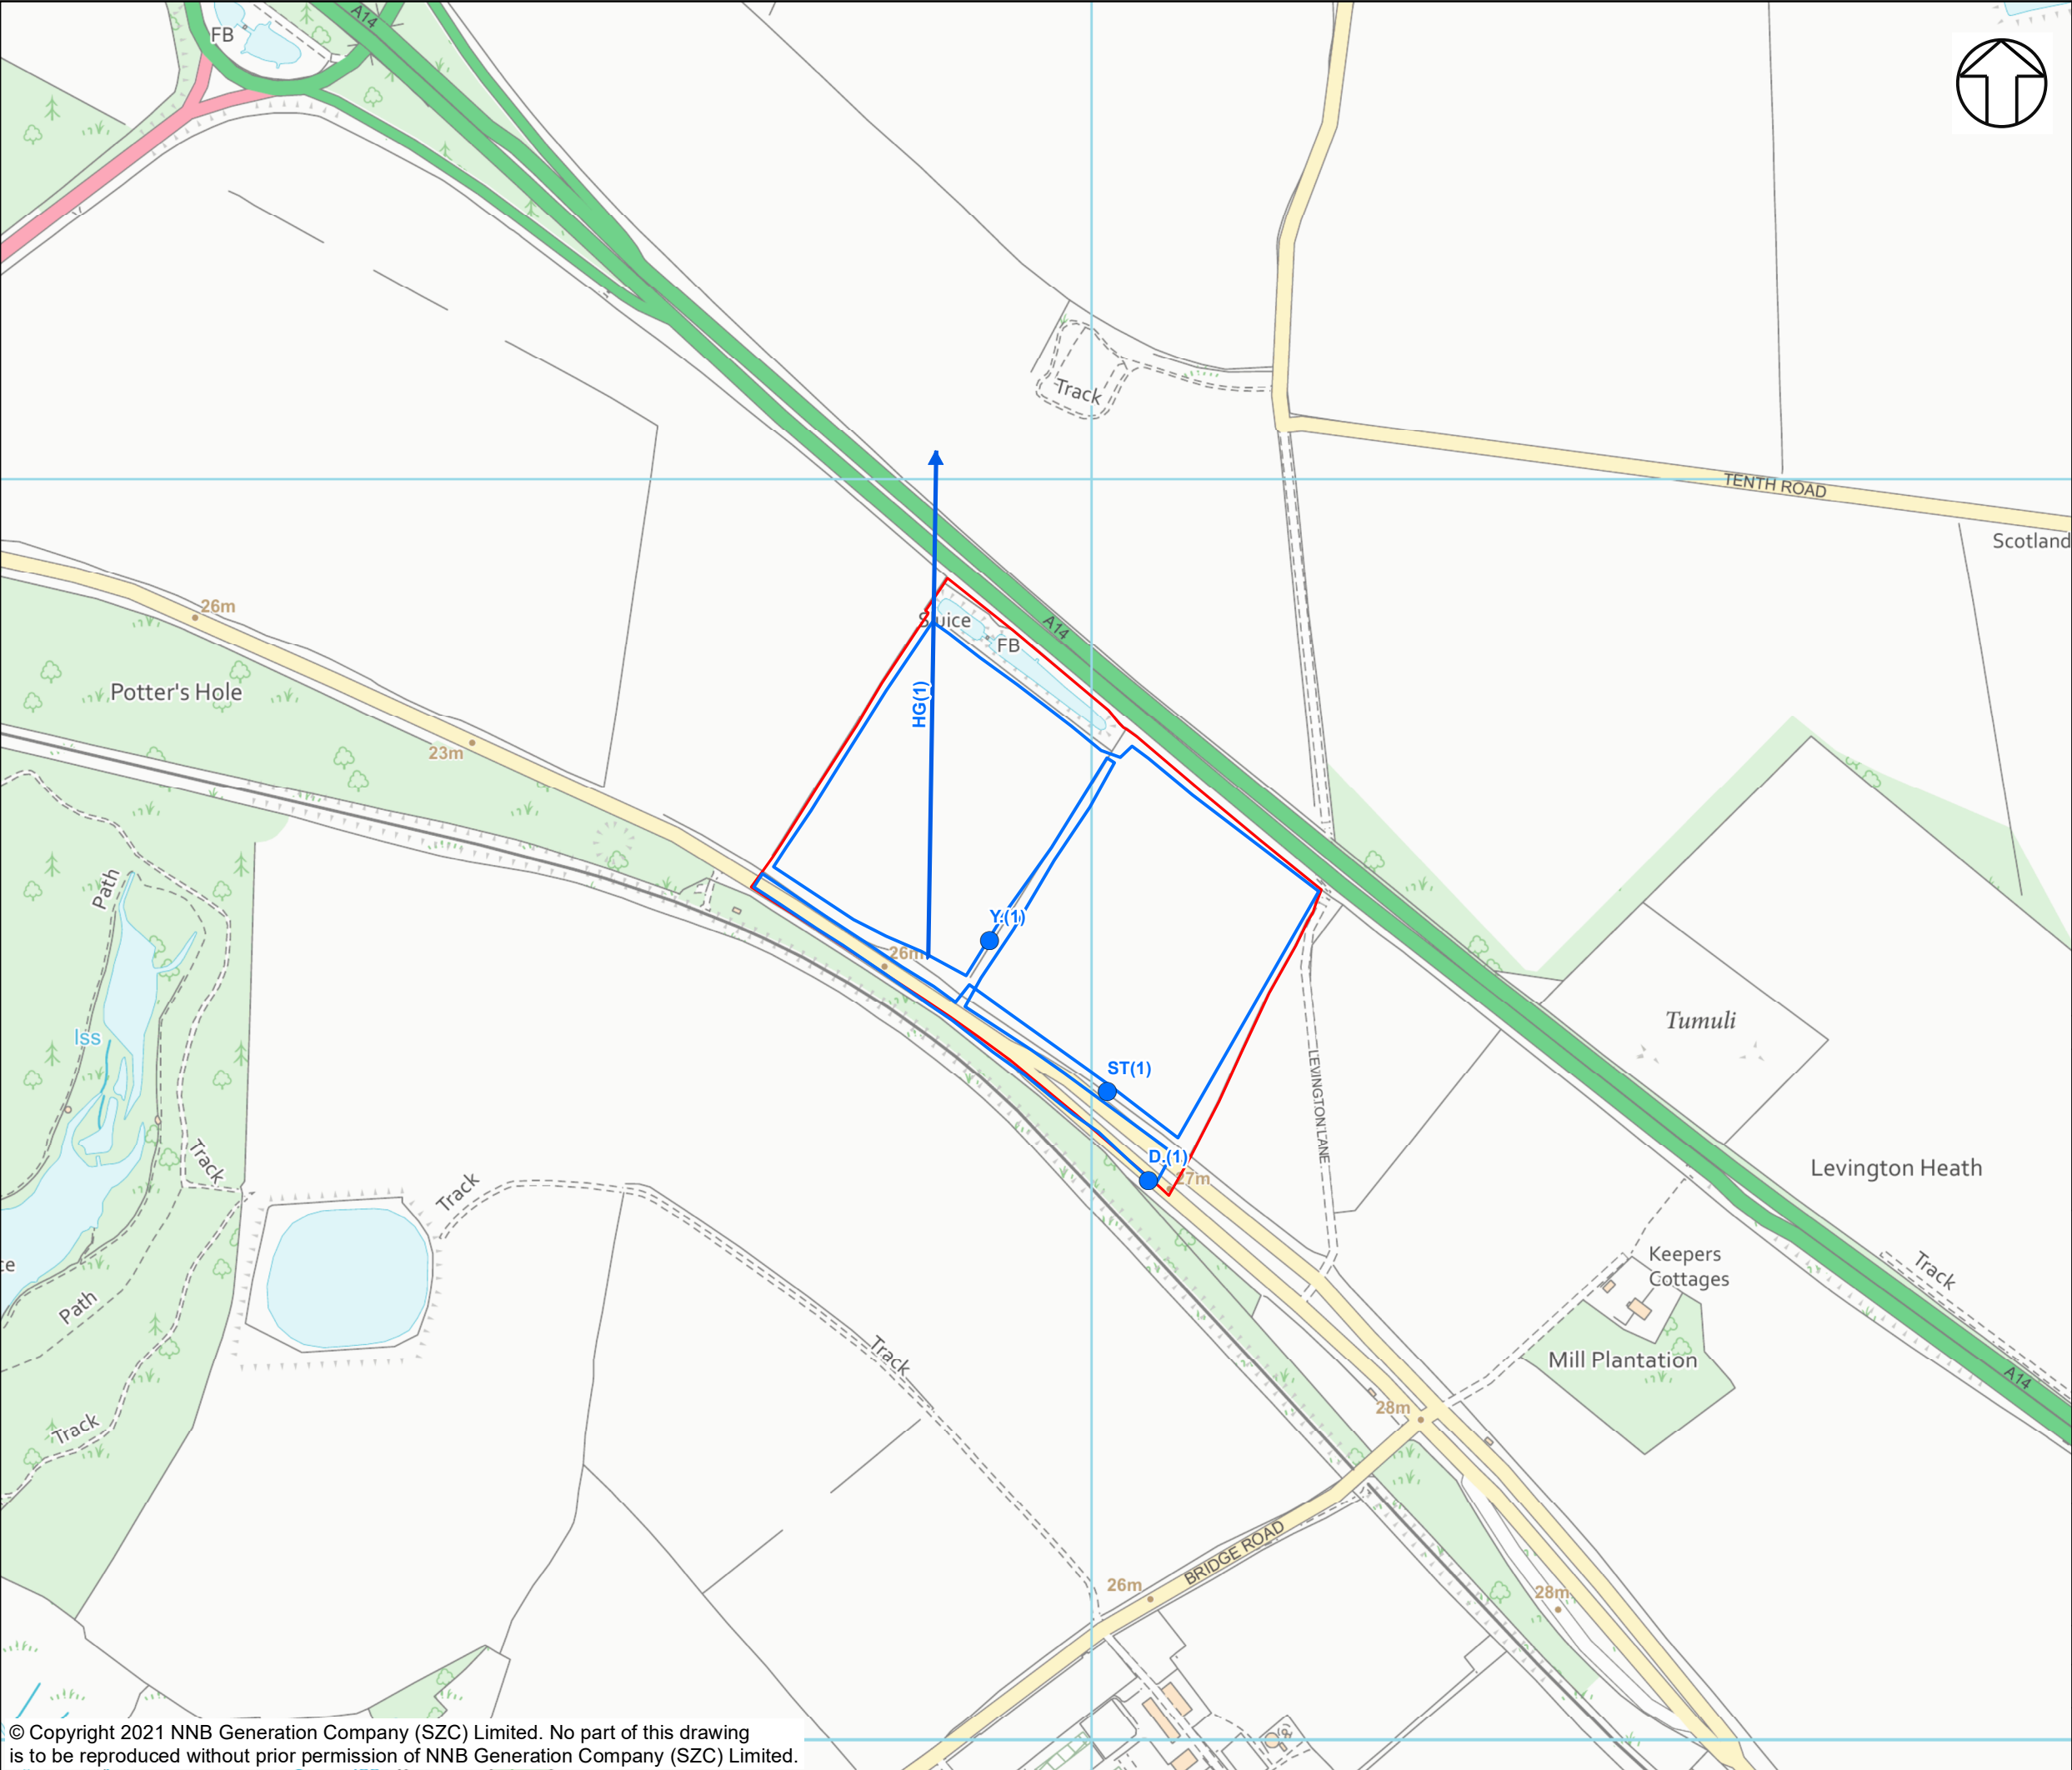 A14
FB
TENTH ROAD
Scotland
26m
Track
Sluice
FB
A14
Potter's Hole
HG(1)
23m
Path
Y.(1)
26m
Iss
Tumuli
ST(1)
LEVINGTON LANE
Track
D.(1)
27m
Levington Heath
Track
Keepers
Cottages
Track
Path
Track
Mill Plantation
A14
28m
Track
BRIDGE ROAD
26m
28m
© Copyright 2021 NNB Generation Company (SZC) Limited. No part of this drawing
is to be reproduced without prior permission of NNB Generation Company (SZC) Limited.